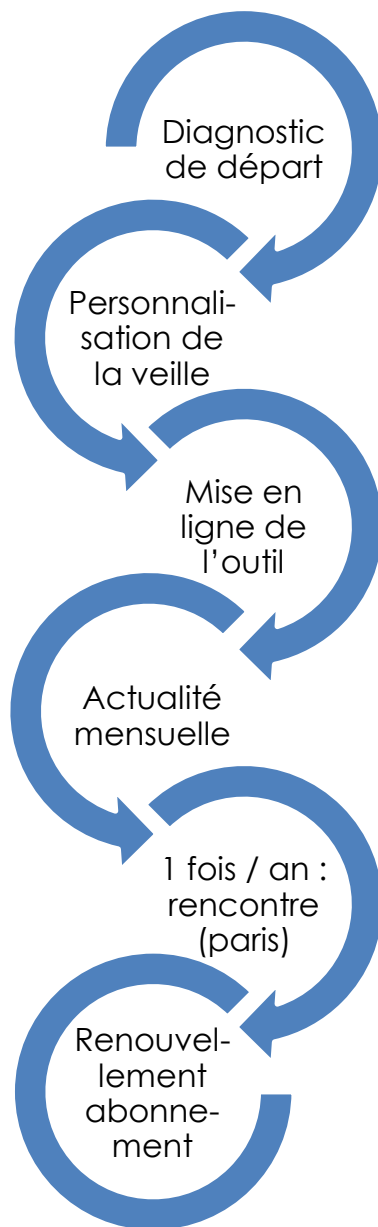 Diagnostic
de départ
Personnali-
sation de
la veille
Mise en
ligne de
l’outil
Actualité
mensuelle
1 fois / an :
rencontre
(paris)
Renouvel-
lement
abonne-
ment